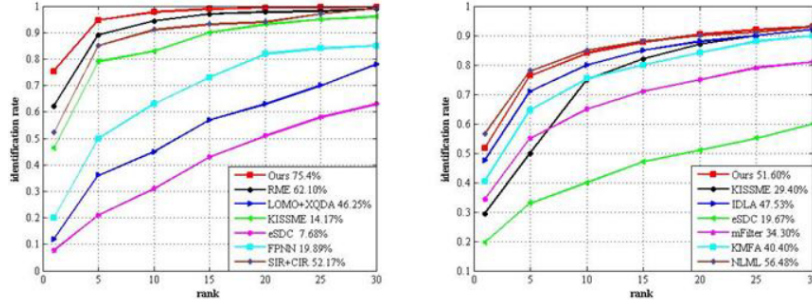 1
0.9
0.8
0.7
0.6
0.5
0.4
0.3
0.2
0.1
0
identification rate
0 5 10 15 20 25 30
rank
Ours 75.4%
RME 62.10%
LOMO+XQDA 46.25%
KISSME 14.17%
eSDC 7.68%
FPNN 19.89%
SIR+CIR 52.17%
1
0.9
0.8
0.7
0.6
0.5
0.4
0.3
0.2
0.1
identification rate
0 5 10 15 20 25 30
rank
Ours 51.60%
KISSME 29.40%
IDLA 47.53%
eSDC 19.67%
mFilter 34.30%
KMFA 40.40%
NLML 56.48%